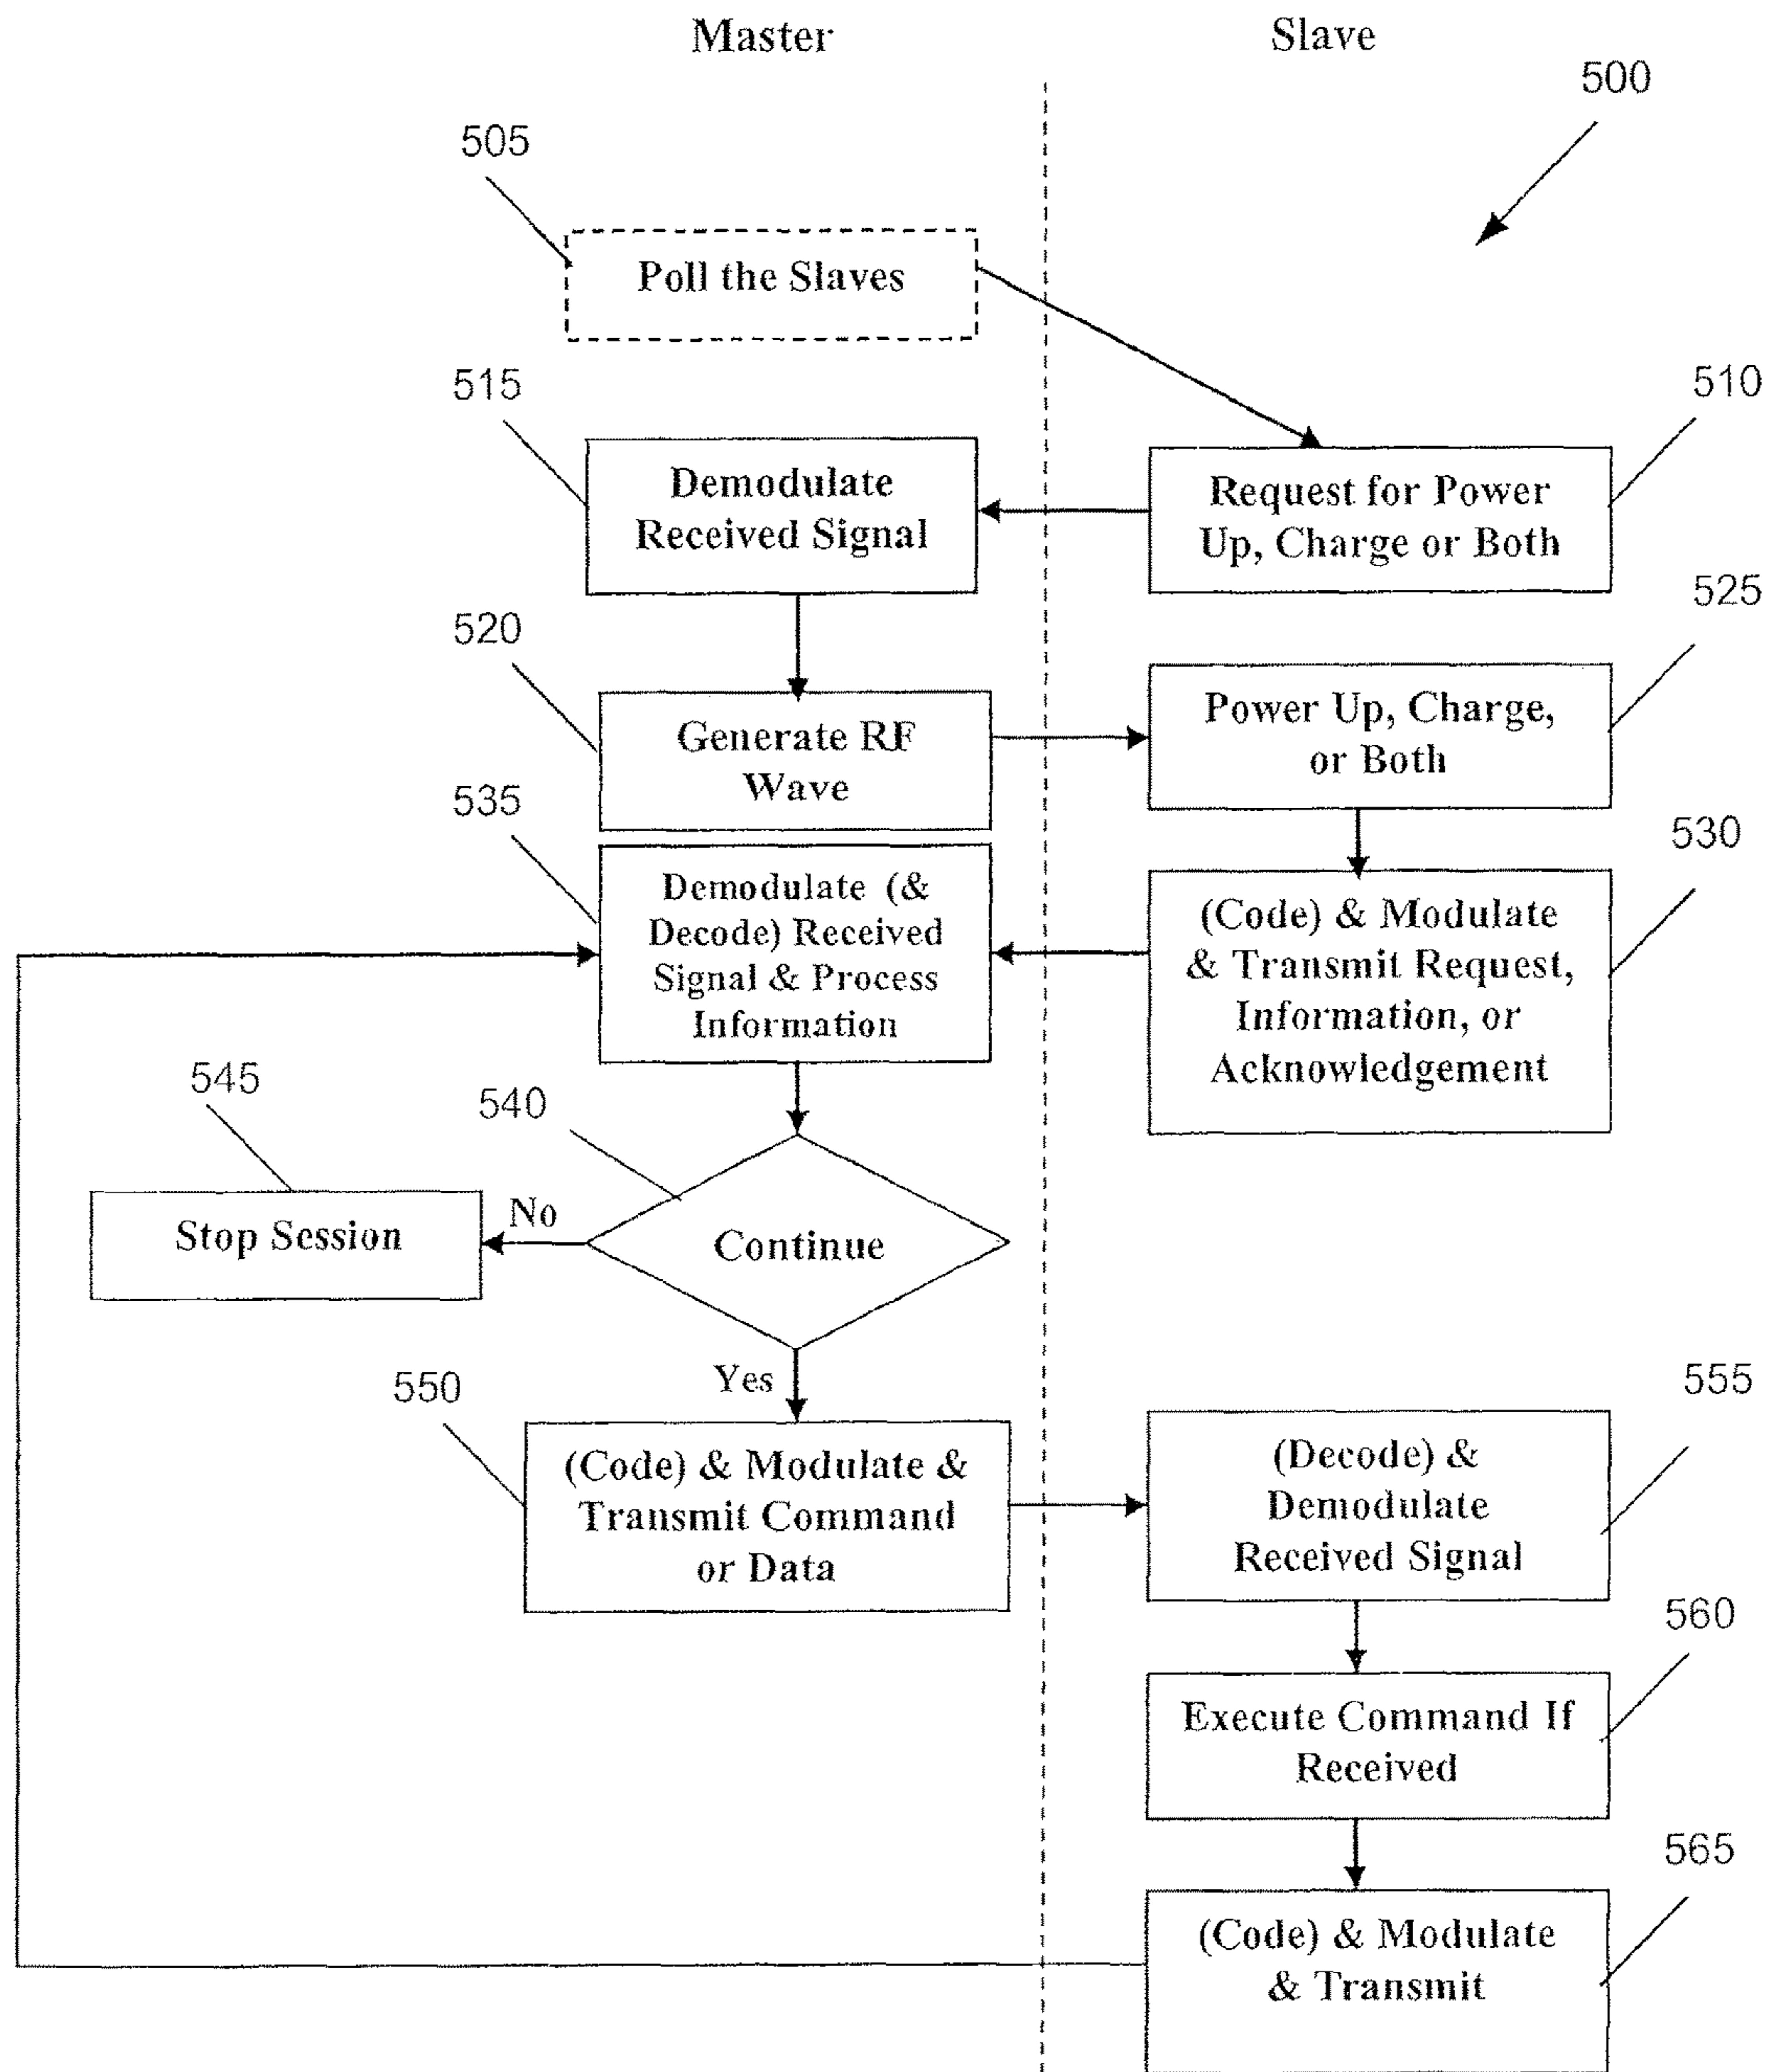 Master
Slave
500
505
Poll the Slaves
515
510
Demodulate
Received Signal
Request for Power
Up, Charge or Both
525
520
Generate RF
Wave
Power Up, Charge,
or Both
535
530
Demodulate (&
Decode) Received
Signal & Process
Information
(Code) & Modulate
& Transmit Request,
Information, or
Acknowledgement
545
540
Stop Session
No
Continue
Yes
550
555
(Code) & Modulate &
Transmit Command
or Data
(Decode) &
Demodulate
Received Signal
560
Execute Command If
Received
565
(Code) & Modulate
& Transmit